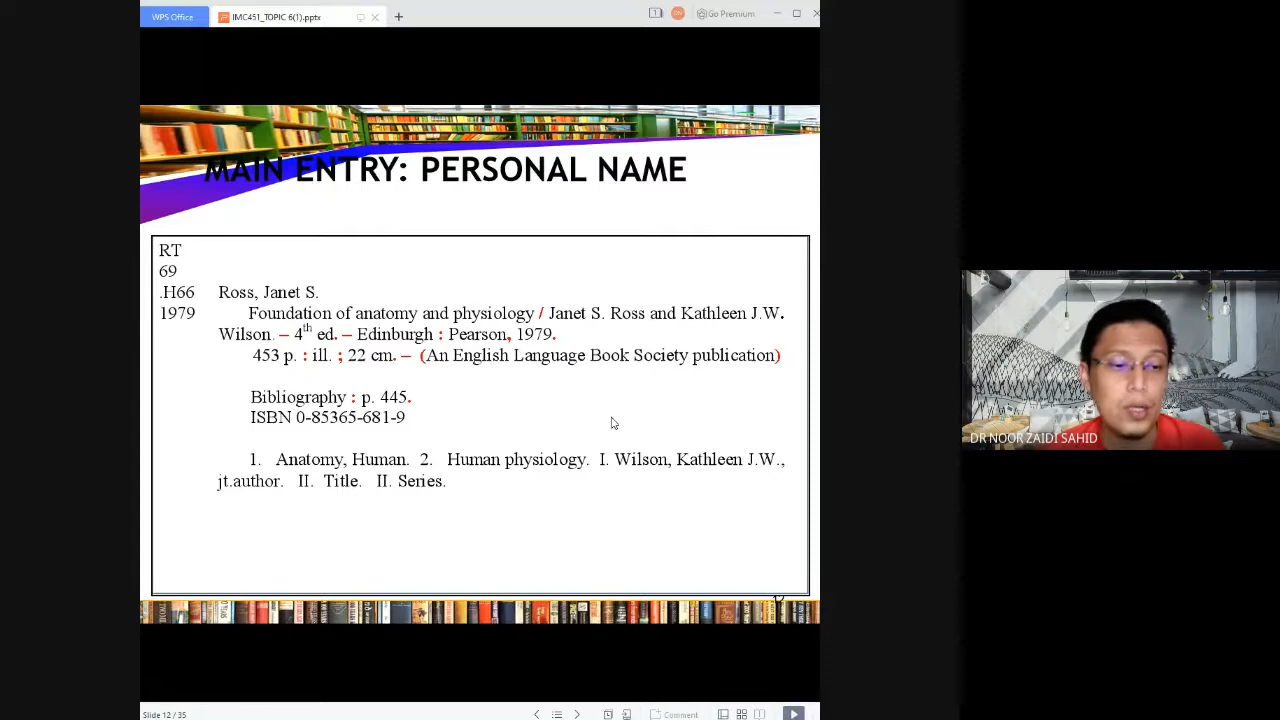 WPS Office
IMC451_TOPIC 6(1).pptx
Go Premium
MAIN ENTRY: PERSONAL NAME
RT
69
.H66 Ross, Janet S.
1979 Foundation of anatomy and physiology / Janet S. Ross and Kathleen J.W.
Wilson. – 4th ed. – Edinburgh : Pearson, 1979.
453 p. : ill. ; 22 cm. – (An English Language Book Society publication)
Bibliography : p. 445.
ISBN 0-85365-681-9
1. Anatomy, Human. 2. Human physiology. I. Wilson, Kathleen J.W.,
jt.author. II. Title. II. Series.
DR NOOR ZAIDI SAHID
Slide 12 / 35
Comment